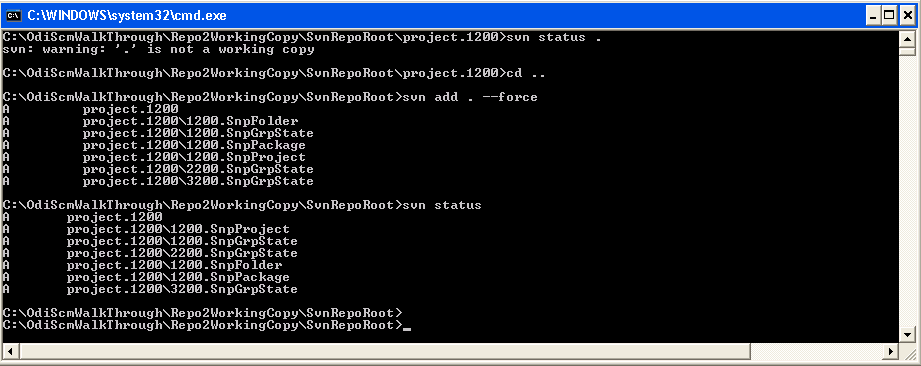 C:\WINDOWS\system32\cmd.exe
C:\OdiScmWalkThrough\Repo2WorkingCopy\SvnRepoRoot\project.1200>svn status .
svn: warning: '.' is not a working copy
C:\OdiScmWalkThrough\Repo2WorkingCopy\SvnRepoRoot\project.1200>cd ..
C:\OdiScmWalkThrough\Repo2WorkingCopy\SvnRepoRoot>svn add . --force
A         project.1200
A         project.1200\1200.SnpFolder
A         project.1200\1200.SnpGrpState
A         project.1200\1200.SnpPackage
A         project.1200\1200.SnpProject
A         project.1200\2200.SnpGrpState
A         project.1200\3200.SnpGrpState
C:\OdiScmWalkThrough\Repo2WorkingCopy\SvnRepoRoot>svn status
A       project.1200
A       project.1200\1200.SnpProject
A       project.1200\1200.SnpGrpState
A       project.1200\2200.SnpGrpState
A       project.1200\1200.SnpFolder
A       project.1200\1200.SnpPackage
A       project.1200\3200.SnpGrpState
C:\OdiScmWalkThrough\Repo2WorkingCopy\SvnRepoRoot>
C:\OdiScmWalkThrough\Repo2WorkingCopy\SvnRepoRoot>_